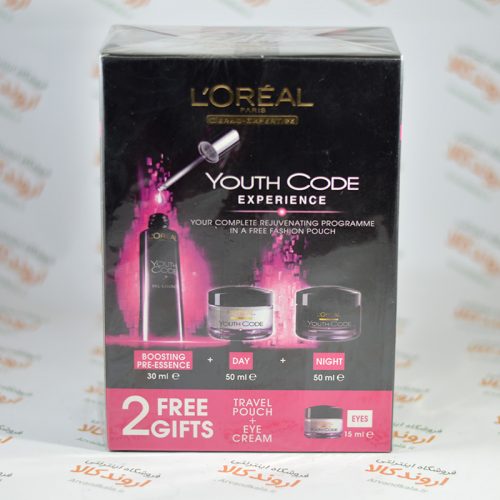 L'ORÉAL
PARIS
DERMO-EXPERTISE
YOUTH CODE
EXPERIENCE
YOUR COMPLETE REJUVENATING PROGRAMME
IN A FREE FASHION POUCH
L'ORÉAL
YOUTH
CODE
YOUTH CODE
L'ORÉAL
YOUTH CODE
BOOSTING
PRE-ESSENCE
+ DAY + NIGHT
30 ml ℮ 50 ml ℮ 50 ml ℮
2 FREE
GIFTS
TRAVEL
POUCH
+
EYE
CREAM
EYES
15 ml ℮
فروشگاه اینترنتی
اروندکالا
Arvandkala.ir